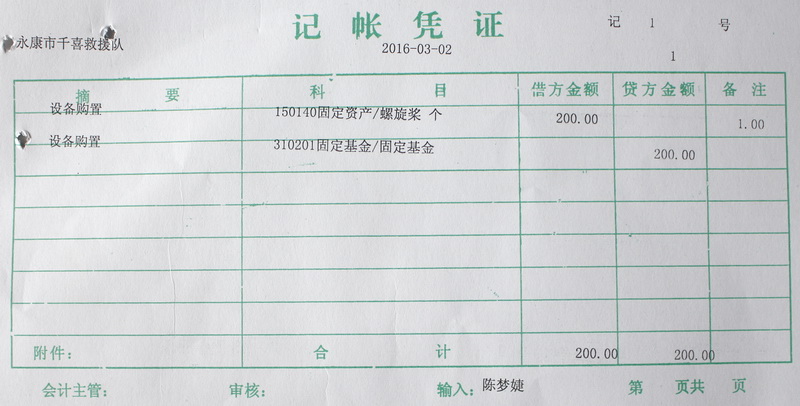 记帐凭证
记 1 号
永康市千喜救援队
2016-03-02
1
摘要 科目 借方金额 贷方金额 备注
设备购置 150140固定资产/螺旋奖 个 200.00 1.00
设备购置 310201固定基金/固定基金 200.00
附件: 合计 200.00 200.00
会计主管: 审核: 输入: 陈梦婕 第 页共 页